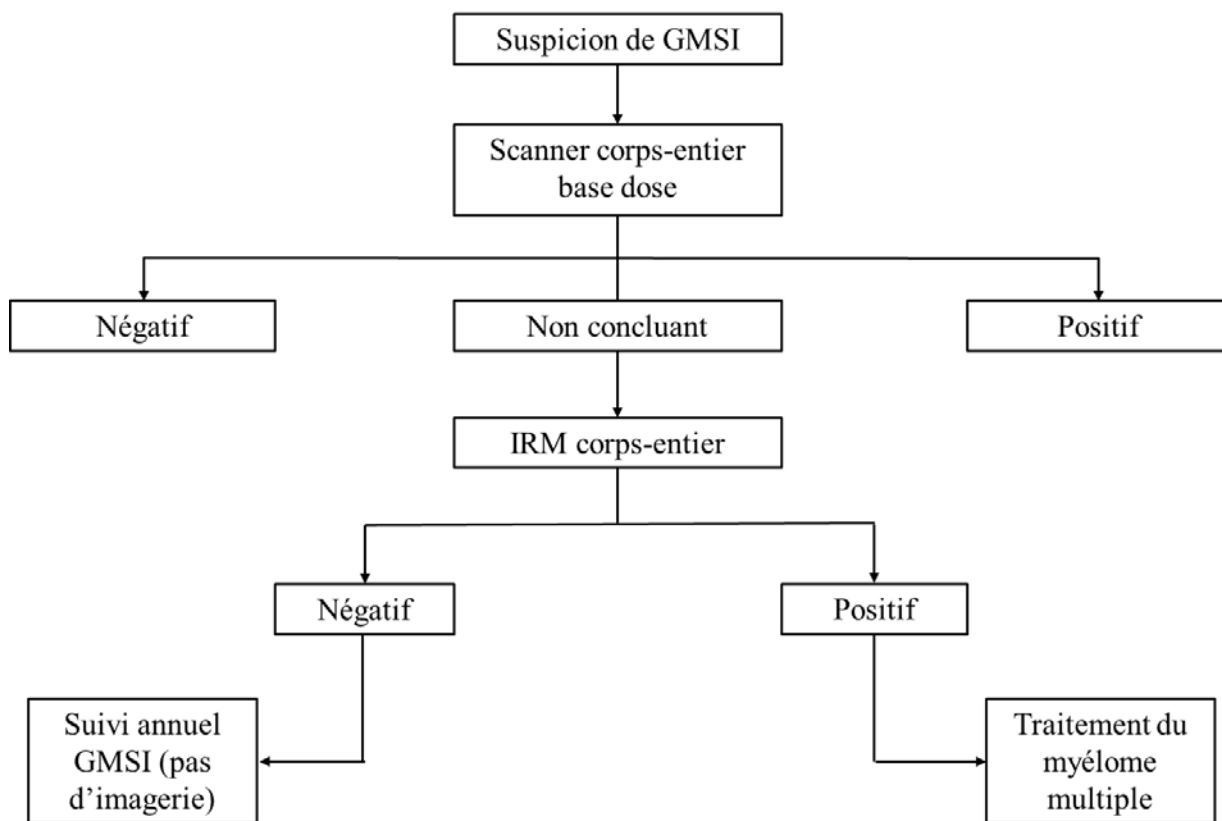 Suspicion de GMSI
Scanner corps-entier
base dose
Négatif
Non concluant
Positif
IRM corps-entier
Négatif
Positif
Suivi annuel
GMSI (pas
d’imagerie)
Traitement du
myélome
multiple